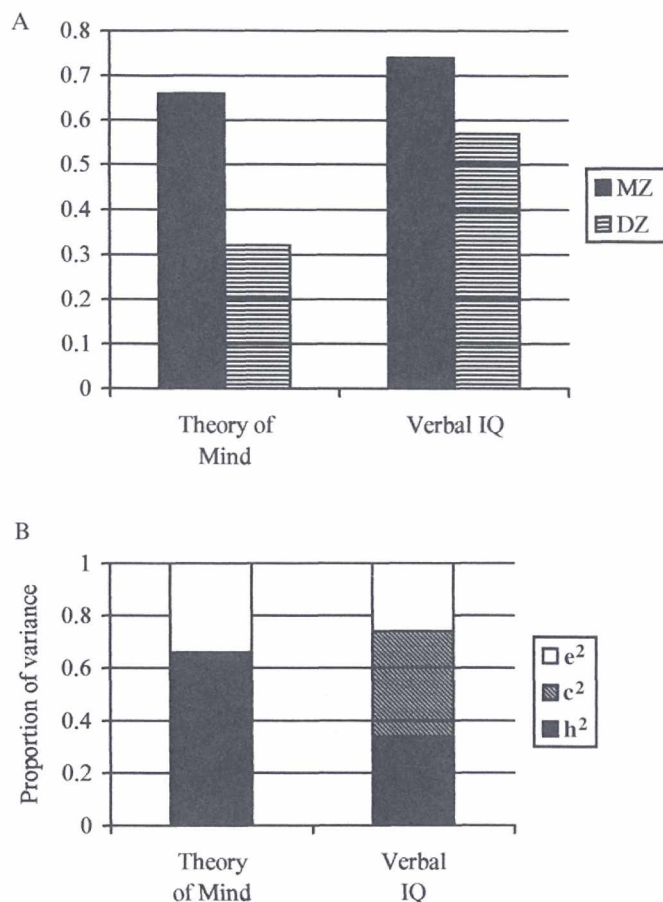 A
0.8
0.7
0.6
0.5
0.4
0.3
0.2
0.1
0
Theory of
Mind
Verbal IQ
MZ
DZ
B
Proportion of variance
1
0.8
0.6
0.4
0.2
0
Theory
of Mind
Verbal
IQ
e²
c²
h²